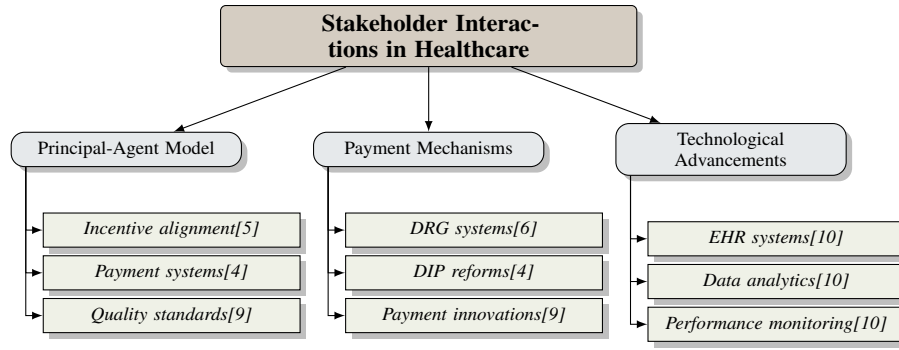 Stakeholder Interac-
tions in Healthcare
Principal-Agent Model
Incentive alignment[5]
Payment systems[4]
Quality standards[9]
Payment Mechanisms
DRG systems[6]
DIP reforms[4]
Payment innovations[9]
Technological
Advancements
EHR systems[10]
Data analytics[10]
Performance monitoring[10]